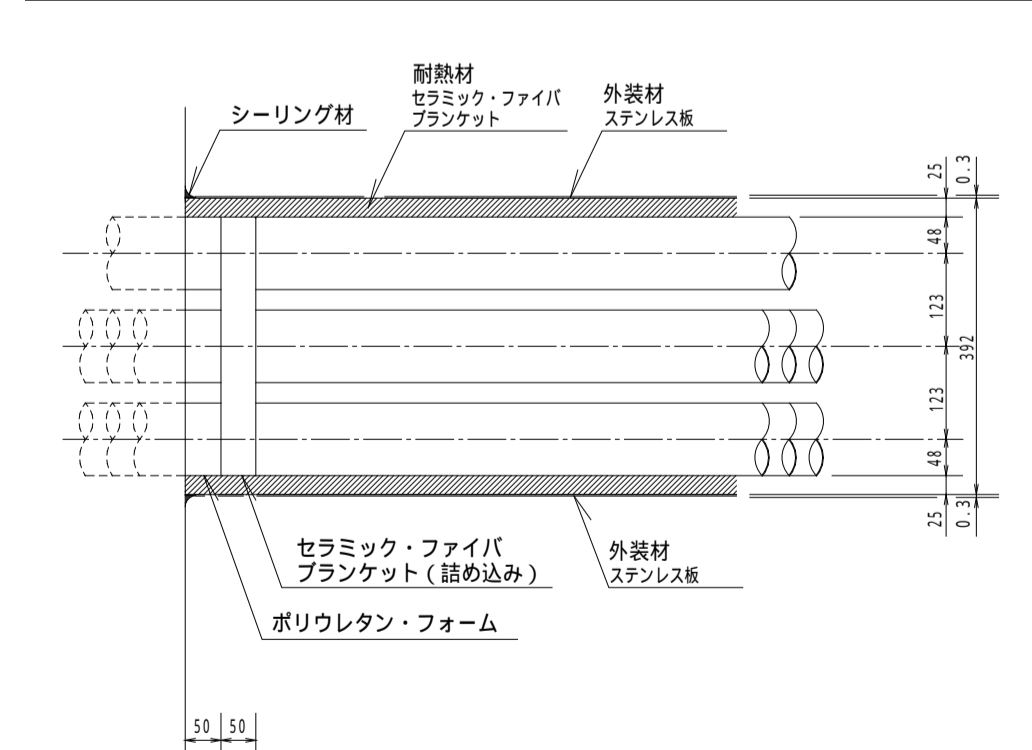 耐熱材
セラミック・ファイバ
ブランケット
外装材
ステンレス板
シーリング材
25
0.3
48
123
392
123
48
25
0.3
セラミック・ファイバ
ブランケット（詰め込み）
外装材
ステンレス板
ポリウレタン・フォーム
50
50